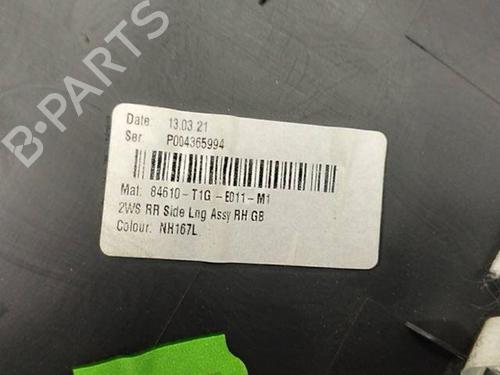 Date: 13.03.21
Ser: P004365994
Mat: 84610-T1G-E011-M1
2WS RR Side Lng Assy RH GB
Colour: NH167L
B-PARTS